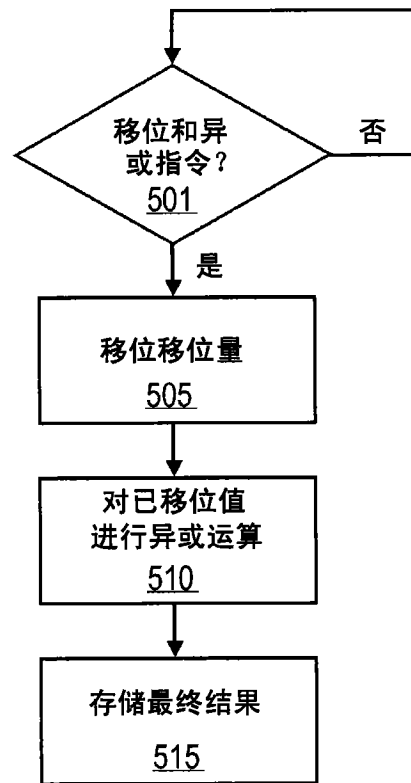 移位和异
或指令？
501
否
是
移位移位量
505
对已移位值
进行异或运算
510
存储最终结果
515